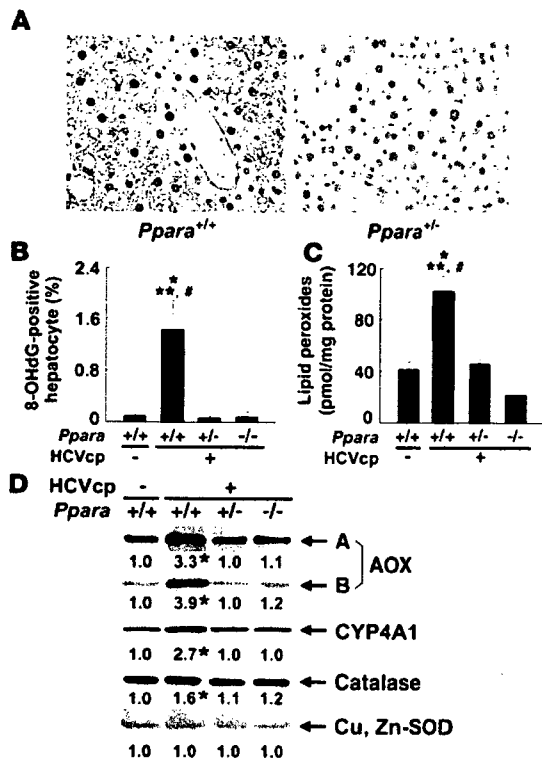 A
Ppara+/+
Ppara+/-
B
8-OHdG-positive
hepatocyte (%)
2.4
1.8
1.2
0.6
0
*
**, #
Ppara +/+ +/+ +/- -/-
HCVcp - +
C
Lipid peroxides
(pmol/mg protein)
120
80
40
0
*
**, #
Ppara +/+ +/+ +/- -/-
HCVcp - +
D
HCVcp - +
Ppara +/+ +/+ +/- -/-
A
1.0 3.3* 1.0 1.1
AOX
B
1.0 3.9* 1.0 1.2
CYP4A1
1.0 2.7* 1.0 1.0
Catalase
1.0 1.6* 1.1 1.2
Cu, Zn-SOD
1.0 1.0 1.0 1.0